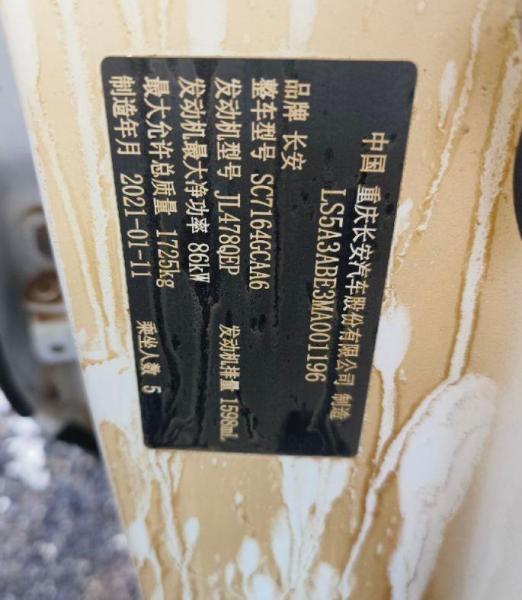 中国 重庆长安汽车股份有限公司 制造
LS5A3ABE3MA001196
品牌 长安
整车型号 SC7164GCAA6
发动机型号 JL478QEP 发动机排量 1598mL
发动机最大净功率 86kW
最大允许总质量 1725kg
制造年月 2021-01-11 乘坐人数 5